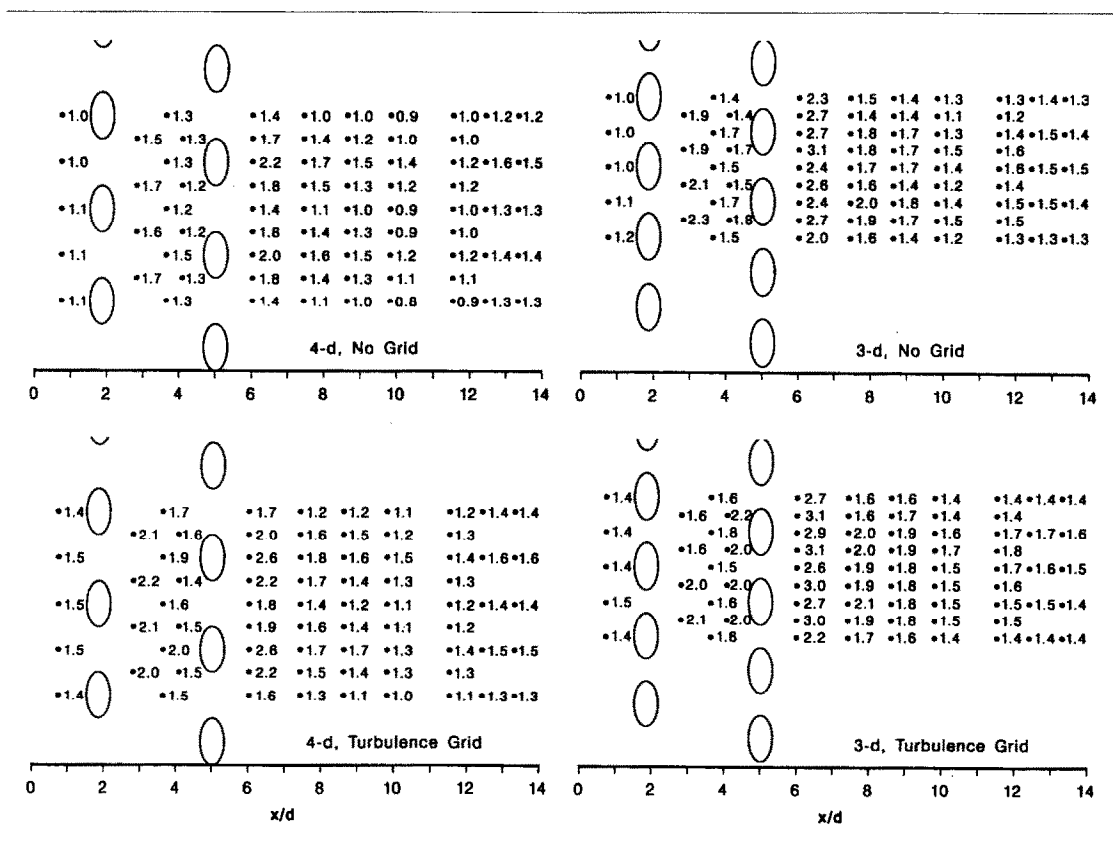 •1.0 •1.3 •1.4 •1.0 •1.0 •0.9 •1.0 •1.2 •1.2
•1.5 •1.3 •1.7 •1.4 •1.2 •1.0 •1.0
•1.0 •1.3 •2.2 •1.7 •1.5 •1.4 •1.2 •1.6 •1.5
•1.7 •1.2 •1.8 •1.5 •1.3 •1.2 •1.2
•1.1 •1.2 •1.4 •1.1 •1.0 •0.9 •1.0 •1.3 •1.3
•1.6 •1.2 •1.8 •1.4 •1.3 •0.9 •1.0
•1.1 •1.5 •2.0 •1.6 •1.5 •1.2 •1.2 •1.4 •1.4
•1.7 •1.3 •1.8 •1.4 •1.3 •1.1 •1.1
•1.1 •1.3 •1.4 •1.1 •1.0 •0.8 •0.9 •1.3 •1.3
4-d, No Grid
0 2 4 6 8 10 12 14
•1.0 •1.4 •2.3 •1.5 •1.4 •1.3 •1.3 •1.4 •1.3
•1.9 •1.4 •2.7 •1.4 •1.4 •1.1 •1.2
•1.0 •1.7 •2.7 •1.8 •1.7 •1.3 •1.4 •1.5 •1.4
•1.9 •1.7 •3.1 •1.8 •1.7 •1.5 •1.6
•1.0 •1.5 •2.4 •1.7 •1.7 •1.4 •1.6 •1.5 •1.5
•2.1 •1.5 •2.6 •1.6 •1.4 •1.2 •1.4
•1.1 •1.7 •2.4 •2.0 •1.8 •1.4 •1.5 •1.5 •1.4
•2.3 •1.8 •2.7 •1.9 •1.7 •1.5 •1.5
•1.2 •1.5 •2.0 •1.6 •1.4 •1.2 •1.3 •1.3 •1.3
3-d, No Grid
0 2 4 6 8 10 12 14
•1.4 •1.7 •1.7 •1.2 •1.2 •1.1 •1.2 •1.4 •1.4
•2.1 •1.6 •2.0 •1.6 •1.5 •1.2 •1.3
•1.5 •1.9 •2.6 •1.8 •1.6 •1.5 •1.4 •1.6 •1.6
•2.2 •1.4 •2.2 •1.7 •1.4 •1.3 •1.3
•1.5 •1.6 •1.8 •1.4 •1.2 •1.1 •1.2 •1.4 •1.4
•2.1 •1.5 •1.9 •1.6 •1.4 •1.1 •1.2
•1.5 •2.0 •2.6 •1.7 •1.7 •1.3 •1.4 •1.5 •1.5
•2.0 •1.5 •2.2 •1.5 •1.4 •1.3 •1.3
•1.4 •1.5 •1.6 •1.3 •1.1 •1.0 •1.1 •1.3 •1.3
4-d, Turbulence Grid
0 2 4 6 8 10 12 14
x/d
•1.4 •1.6 •2.7 •1.6 •1.6 •1.4 •1.4 •1.4 •1.4
•1.6 •2.2 •3.1 •1.6 •1.7 •1.4 •1.4
•1.4 •1.8 •2.9 •2.0 •1.9 •1.6 •1.7 •1.7 •1.6
•1.6 •2.0 •3.1 •2.0 •1.9 •1.7 •1.8
•1.4 •1.5 •2.6 •1.9 •1.8 •1.5 •1.7 •1.6 •1.5
•2.0 •2.0 •3.0 •1.9 •1.8 •1.5 •1.6
•1.5 •1.6 •2.7 •2.1 •1.8 •1.5 •1.5 •1.5 •1.4
•2.1 •2.0 •3.0 •1.9 •1.8 •1.5 •1.5
•1.4 •1.6 •2.2 •1.7 •1.6 •1.4 •1.4 •1.4 •1.4
3-d, Turbulence Grid
0 2 4 6 8 10 12 14
x/d